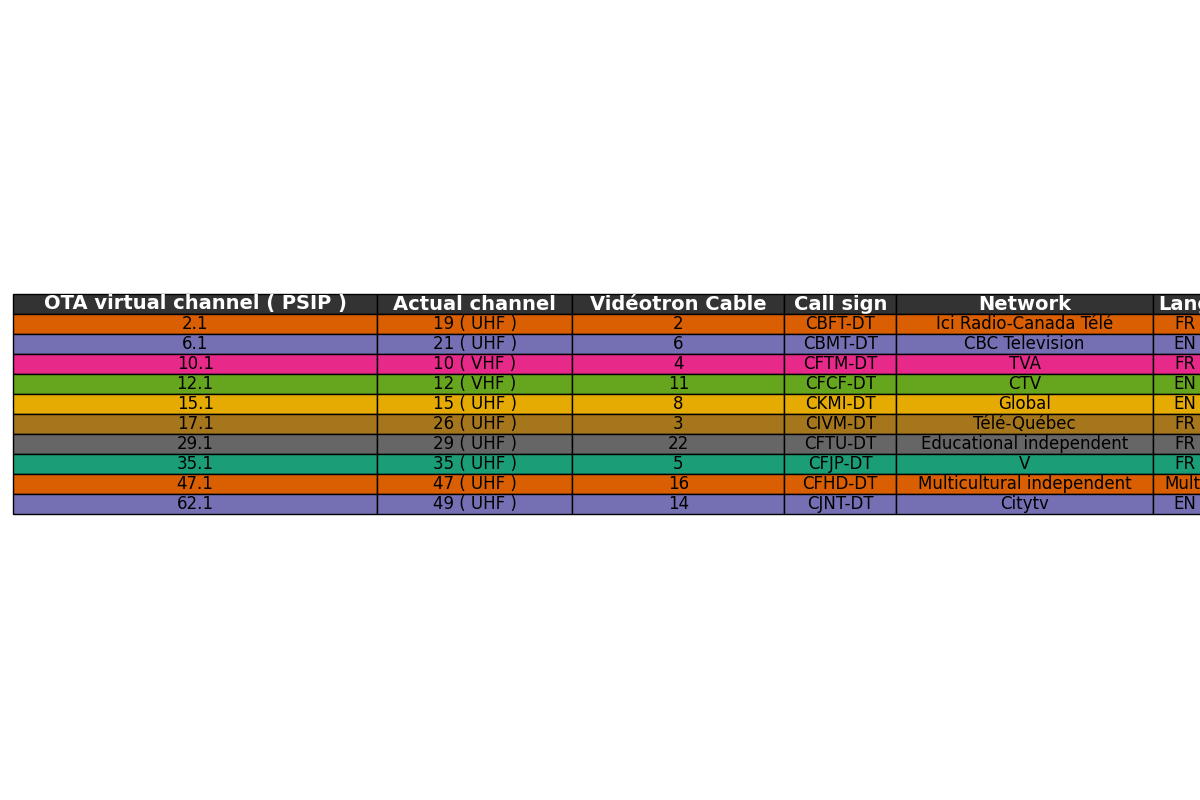 OTA virtual channel ( PSIP ) Actual channel Vidéotron Cable Call sign Network Lang
2.1 19 ( UHF ) 2 CBFT-DT Ici Radio-Canada Télé FR
6.1 21 ( UHF ) 6 CBMT-DT CBC Television EN
10.1 10 ( VHF ) 4 CFTM-DT TVA FR
12.1 12 ( VHF ) 11 CFCF-DT CTV EN
15.1 15 ( UHF ) 8 CKMI-DT Global EN
17.1 26 ( UHF ) 3 CIVM-DT Télé-Québec FR
29.1 29 ( UHF ) 22 CFTU-DT Educational independent FR
35.1 35 ( UHF ) 5 CFJP-DT V FR
47.1 47 ( UHF ) 16 CFHD-DT Multicultural independent Mult
62.1 49 ( UHF ) 14 CJNT-DT Citytv EN